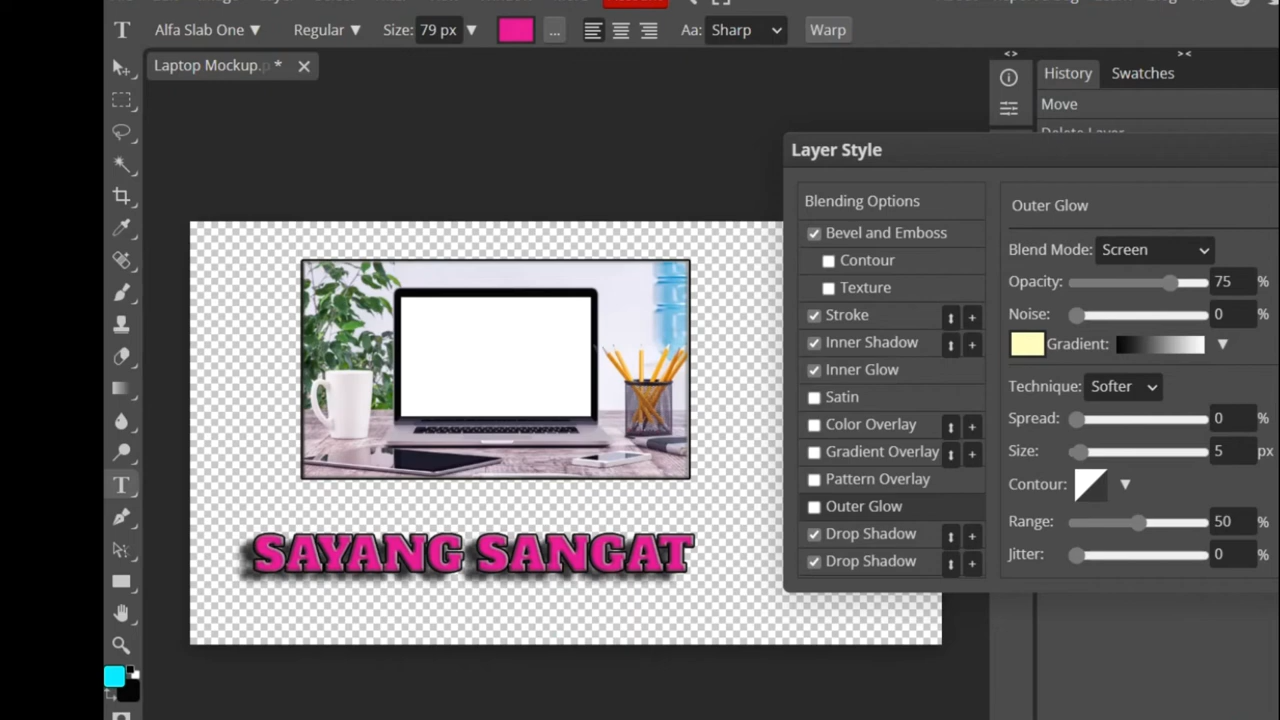 Alfa Slab One Regular Size: 79 px ... Aa: Sharp Warp
Laptop Mockup.p *
History Swatches
Move
Delete Layer
Layer Style
Blending Options
Bevel and Emboss
Contour
Texture
Stroke
Inner Shadow
Inner Glow
Satin
Color Overlay
Gradient Overlay
Pattern Overlay
Outer Glow
Drop Shadow
Drop Shadow
Outer Glow
Blend Mode: Screen
Opacity: 75 %
Noise: 0 %
Gradient:
Technique: Softer
Spread: 0 %
Size: 5 px
Contour:
Range: 50 %
Jitter: 0 %
SAYANG SANGAT